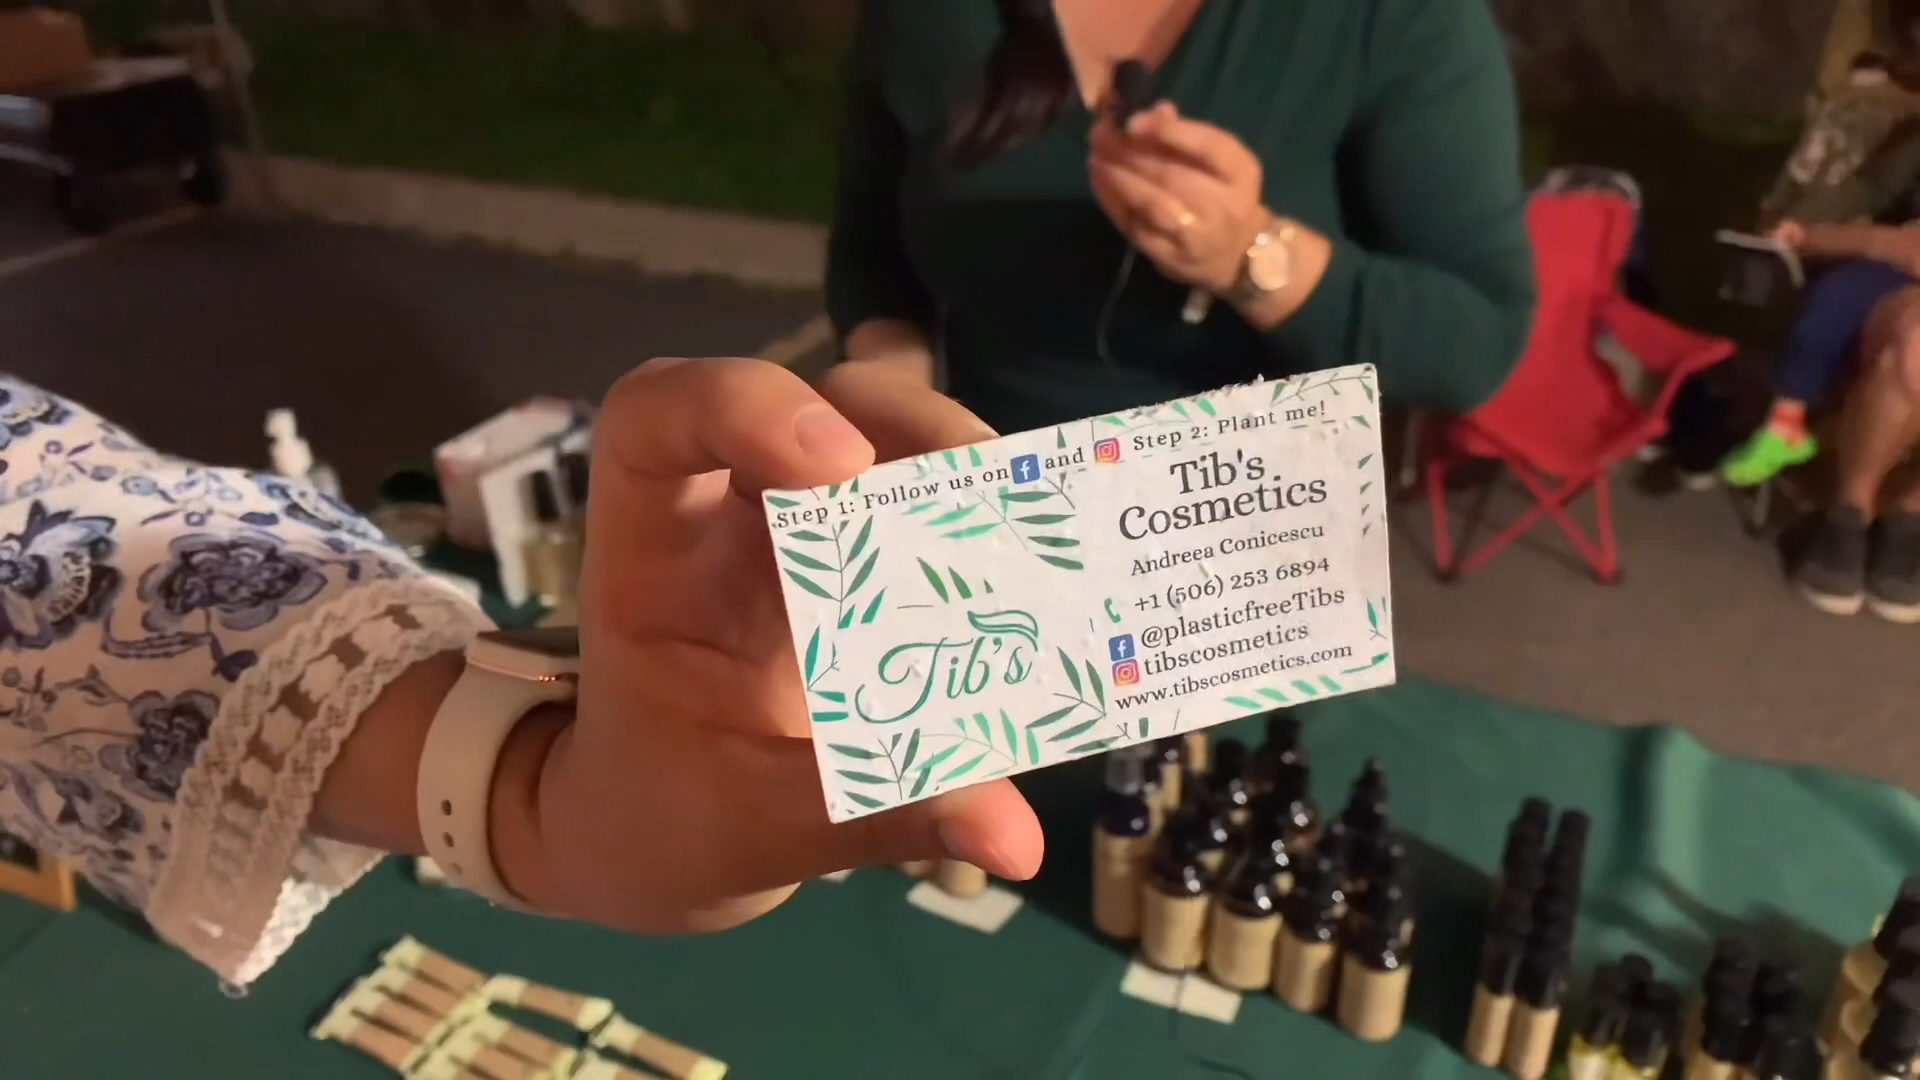 Step 1: Follow us on f and Step 2: Plant me!
Tib's
Tib's
Cosmetics
Andreea Conicescu
+1 (506) 253 6894
f @plasticfreeTibs
tibscosmetics
www.tibscosmetics.com